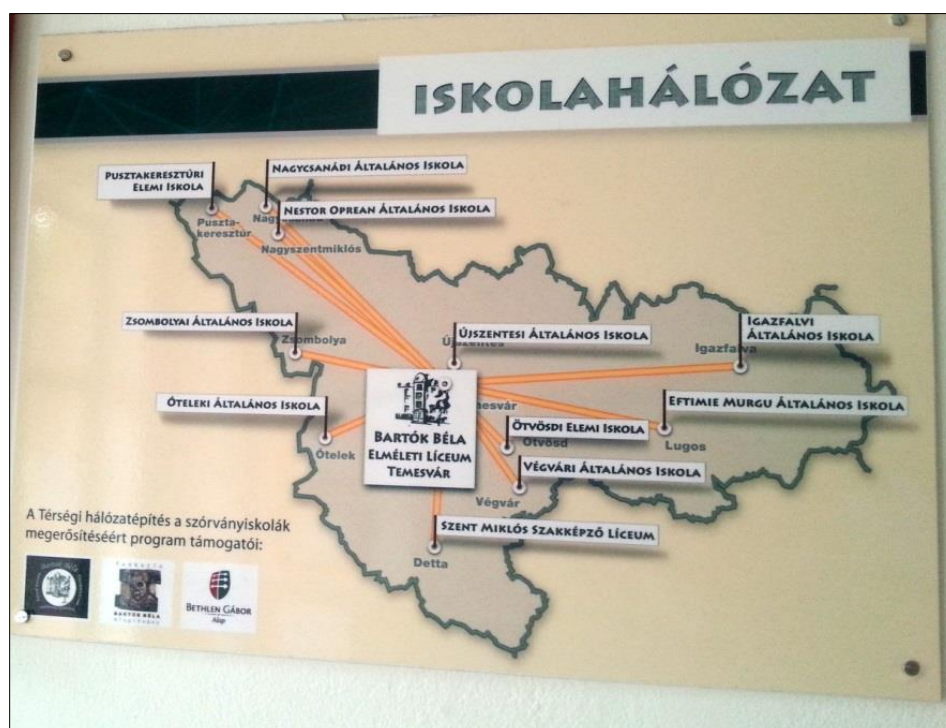 ISKOLAHÁLÓZAT
PUSZTAKERESZTÚRI
ELEMI ISKOLA
NAGYCSANÁDI ÁLTALÁNOS ISKOLA
NESTOR OPREAN ÁLTALÁNOS ISKOLA
Puszta-
keresztúr
Nagyszentmiklós
ZSOMBOLYAI ÁLTALÁNOS ISKOLA
Zsombolya
ÚJSZENTESI ÁLTALÁNOS ISKOLA
IGAZFALVI
ÁLTALÁNOS ISKOLA
Igazfalva
ÓTELEKI ÁLTALÁNOS ISKOLA
Ótelek
BARTÓK BÉLA
ELMÉLETI LÍCEUM
TEMESVÁR
EFTIMIE MURGU ÁLTALÁNOS ISKOLA
Lugos
ÖTVÖSDI ELEMI ISKOLA
Ötvösd
VÉGVÁRI ÁLTALÁNOS ISKOLA
Végvár
SZENT MIKLÓS SZAKKÉPZŐ LÍCEUM
Detta
A Térségi hálózatépítés a szórványiskolák
megerősítéséért program támogatói:
BARTÓK BÉLA
BETHLEN GÁBOR
Alap